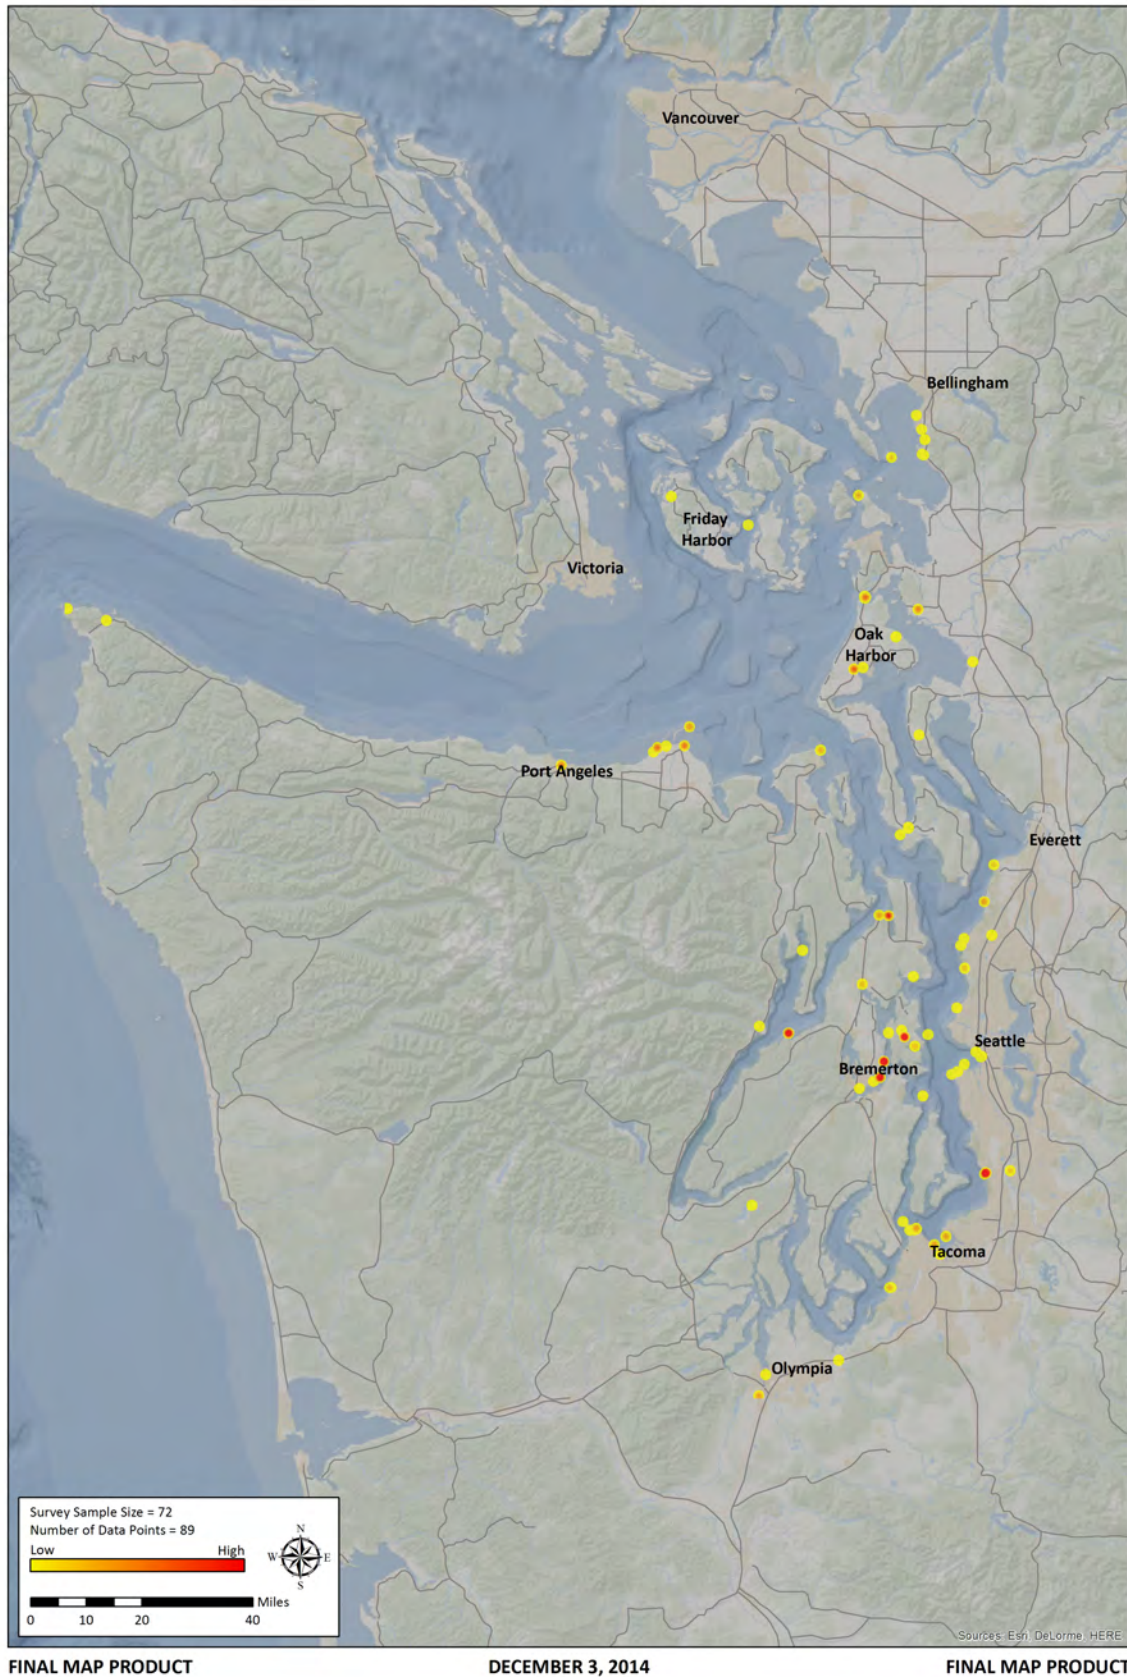 Vancouver
Bellingham
Friday
Harbor
Victoria
Oak
Harbor
Port Angeles
Everett
Seattle
Bremerton
Tacoma
Olympia
Survey Sample Size = 72
Number of Data Points = 89
Low High
N
W E
S
Miles
0 10 20 40
Sources: Esri, DeLorme, HERE
FINAL MAP PRODUCT DECEMBER 3, 2014 FINAL MAP PRODUCT